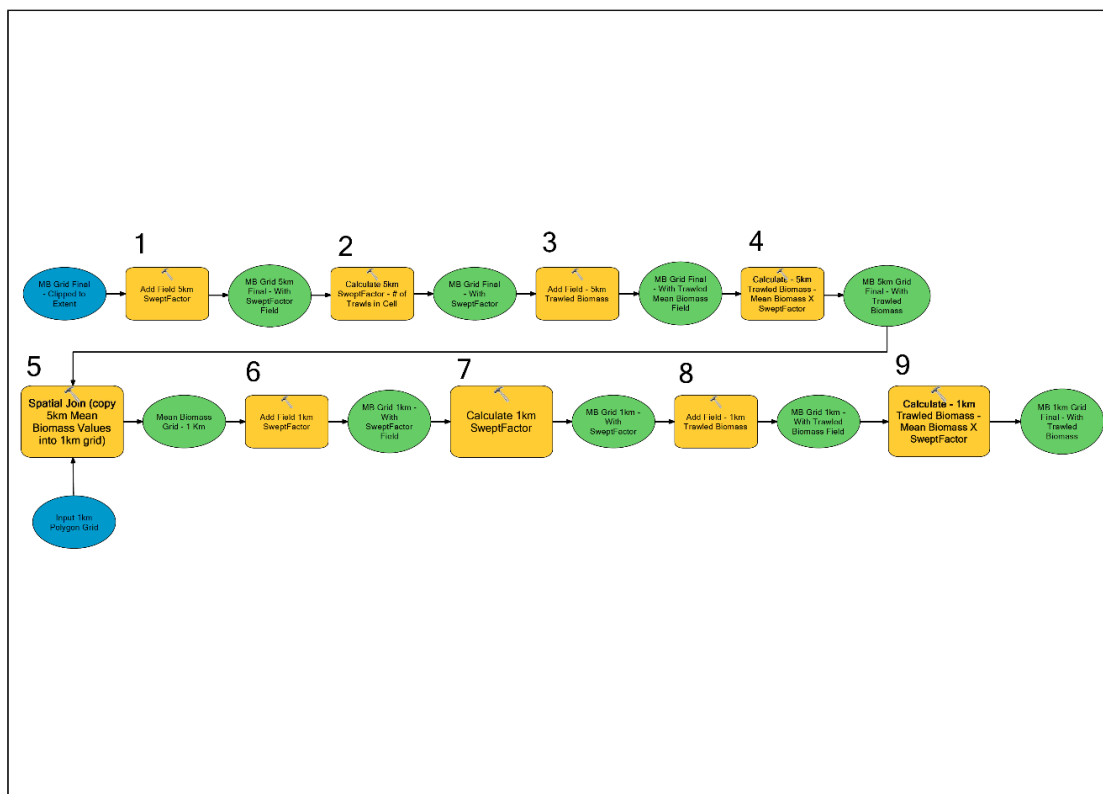 1
2
3
4
MB Grid Final
- Clipped to
Extent
Add Field 5km
SweptFactor
MB Grid 5km
Final - With
SweptFactor
Field
Calculate 5km
SweptFactor - # of
Trawls in Cell
MB Grid Final
- With
SweptFactor
Add Field - 5km
Trawled Biomass
MB Grid Final
- With Trawled
Mean Biomass
Field
Calculate - 5km
Trawled Biomass -
Mean Biomass X
SweptFactor
MB 5km Grid
Final - With
Trawled
Biomass
5
6
7
8
9
Spatial Join (copy
5km Mean
Biomass Values
into 1km grid)
Mean Biomass
Grid - 1 Km
Add Field 1km
SweptFactor
MB Grid 1km -
With
SweptFactor
Field
Calculate 1km
SweptFactor
MB Grid 1km -
With
SweptFactor
Add Field - 1km
Trawled Biomass
MB Grid 1km -
With Trawled
Biomass Field
Calculate - 1km
Trawled Biomass -
Mean Biomass X
SweptFactor
MB 1km Grid
Final - With
Trawled
Biomass
Input 1km
Polygon Grid